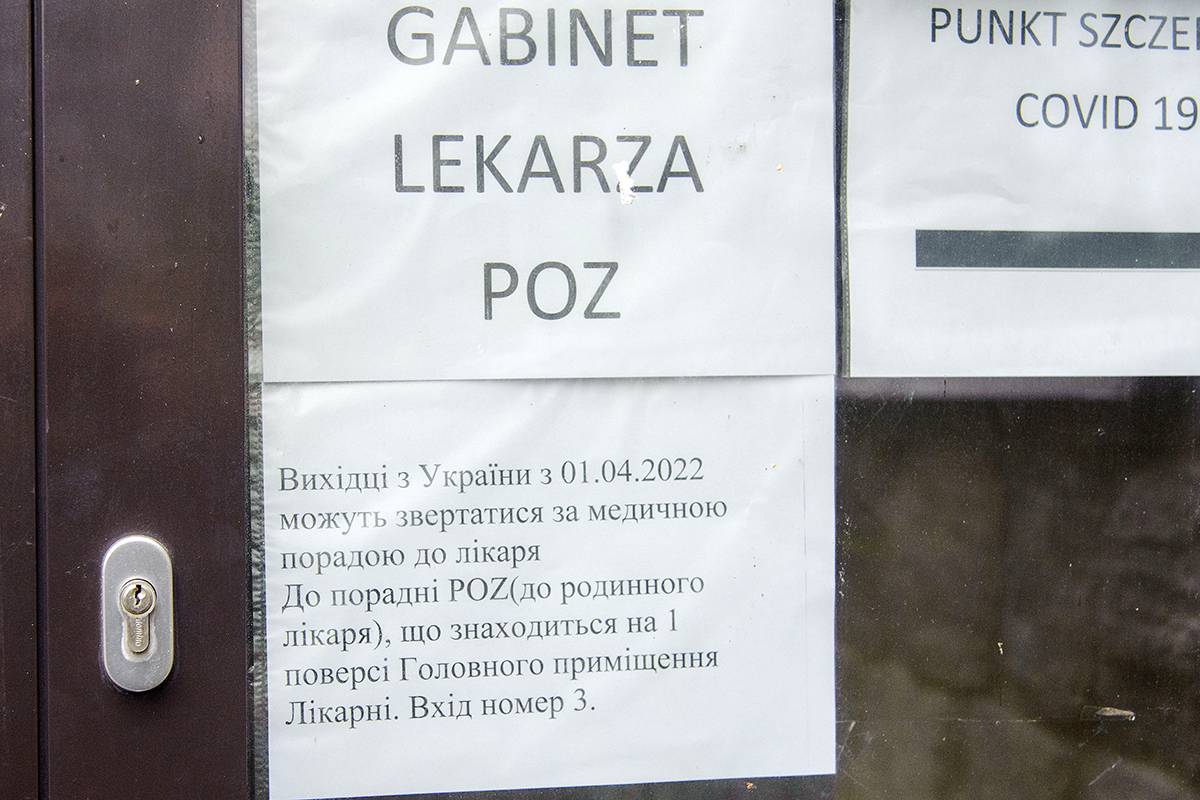 GABINET
LEKARZA
POZ
PUNKT
COVID 19
Вихідці з України з 01.04.2022
можуть звертатися за медичною
порадою до лікаря
До порадні POZ(до родинного
лікаря), що знаходиться на 1
поверсі Головного приміщення
Лікарні. Вхід номер 3.